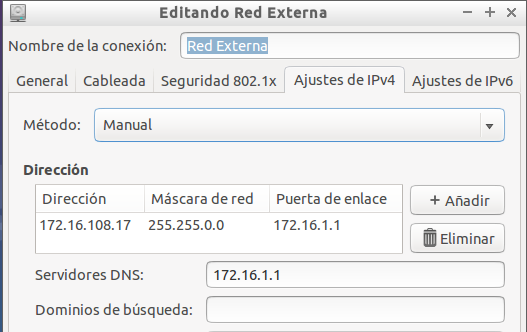 Editando Red Externa
Nombre de la conexión: Red Externa
General Cableada Seguridad 802.1x Ajustes de IPv4 Ajustes de IPv6
Método: Manual
Dirección
Dirección Máscara de red Puerta de enlace
+ Añadir
172.16.108.17 255.255.0.0 172.16.1.1
Eliminar
Servidores DNS: 172.16.1.1
Dominios de búsqueda: